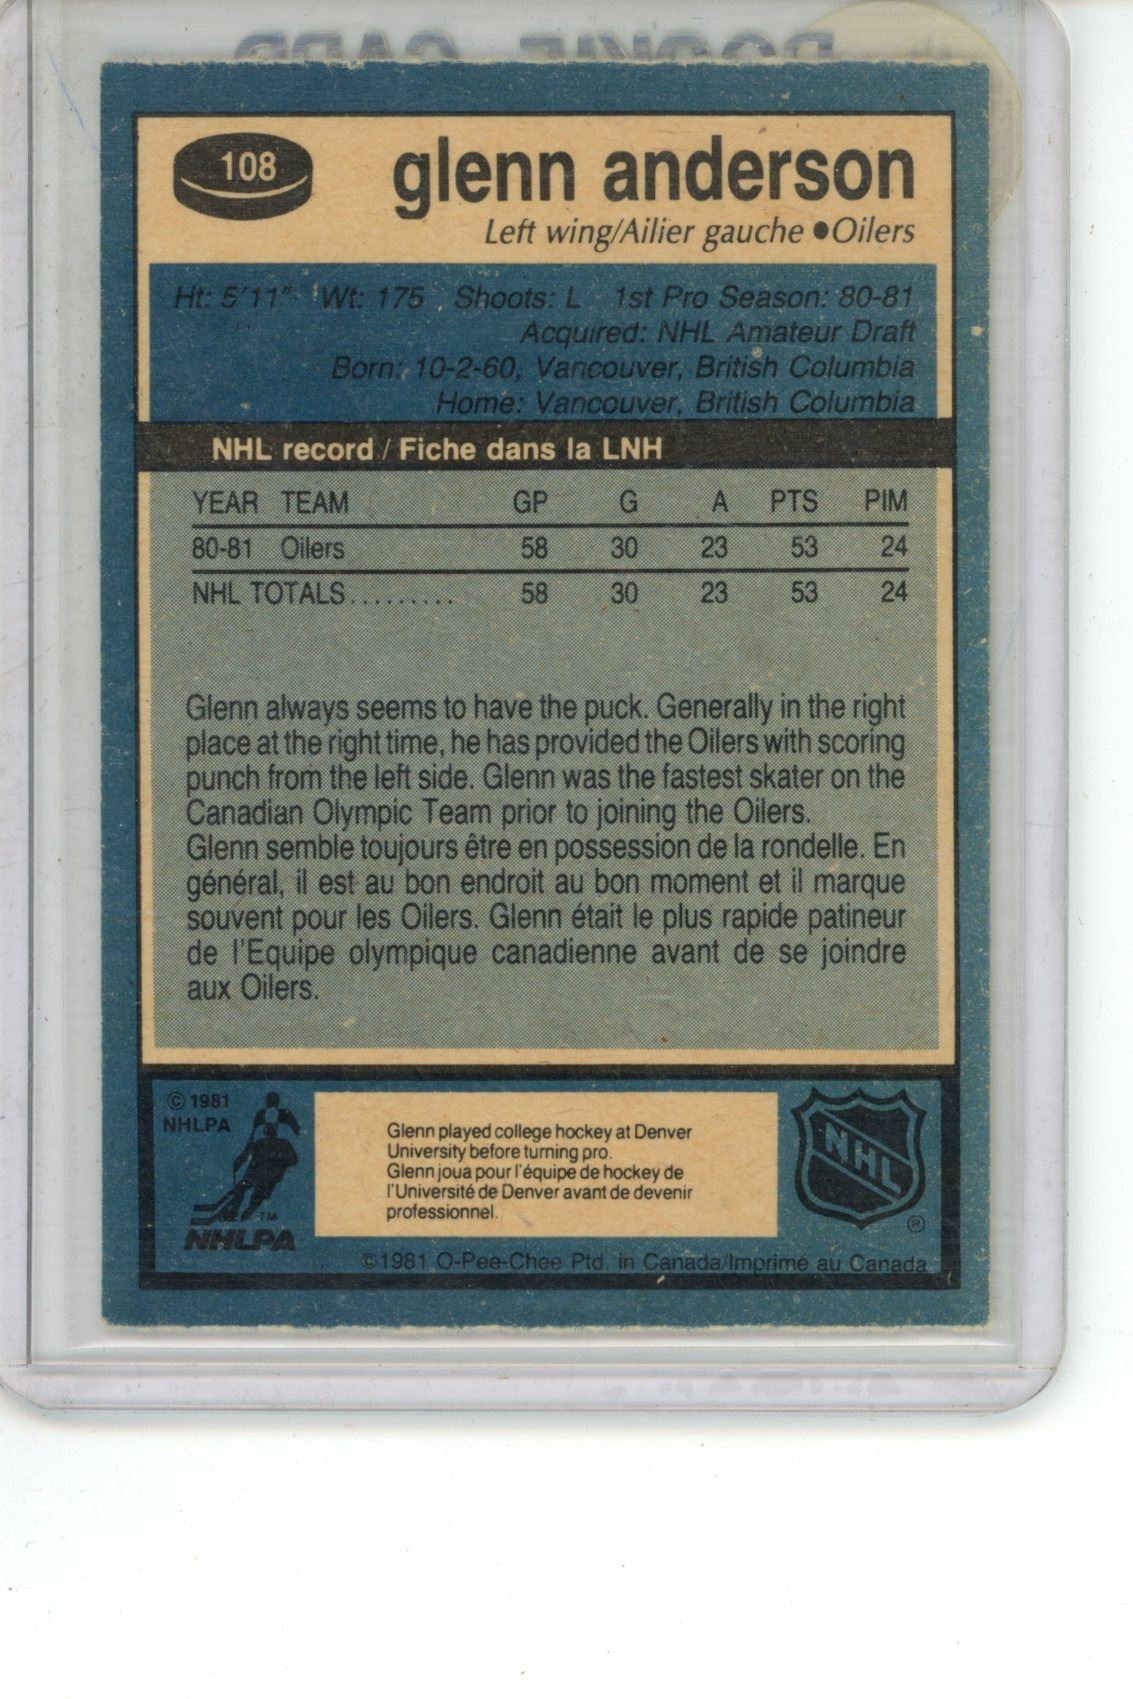 ROOKIE CARD
108
glenn anderson
Left wing/Ailier gauche ● Oilers
Ht: 5'11" Wt: 175 Shoots: L 1st Pro Season: 80-81
Acquired: NHL Amateur Draft
Born: 10-2-60, Vancouver, British Columbia
Home: Vancouver, British Columbia
NHL record / Fiche dans la LNH
YEAR TEAM GP G A PTS PIM
80-81 Oilers 58 30 23 53 24
NHL TOTALS......... 58 30 23 53 24
Glenn always seems to have the puck. Generally in the right
place at the right time, he has provided the Oilers with scoring
punch from the left side. Glenn was the fastest skater on the
Canadian Olympic Team prior to joining the Oilers.
Glenn semble toujours être en possession de la rondelle. En
général, il est au bon endroit au bon moment et il marque
souvent pour les Oilers. Glenn était le plus rapide patineur
de l'Equipe olympique canadienne avant de se joindre
aux Oilers.
© 1981
NHLPA
TM
NHLPA
Glenn played college hockey at Denver
University before turning pro.
Glenn joua pour l'équipe de hockey de
l'Université de Denver avant de devenir
professionnel.
NHL
®
©1981 O-Pee-Chee Ptd. in Canada/Imprimé au Canada